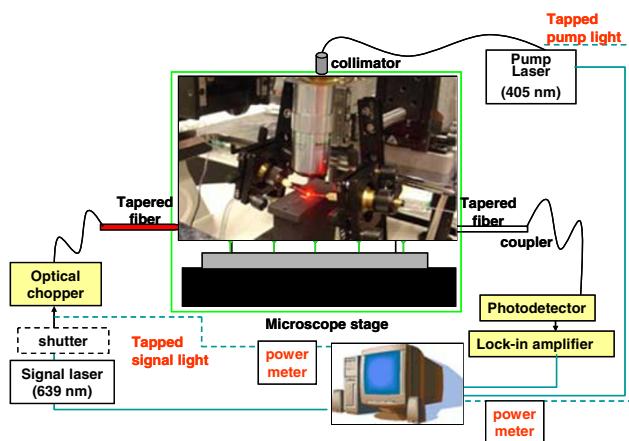 Tapped
pump light
collimator
Pump
Laser
(405 nm)
Tapered
fiber
Tapered
fiber
coupler
Optical
chopper
Photodetector
Microscope stage
shutter
Tapped
signal light
power
meter
Lock-in amplifier
Signal laser
(639 nm)
power
meter